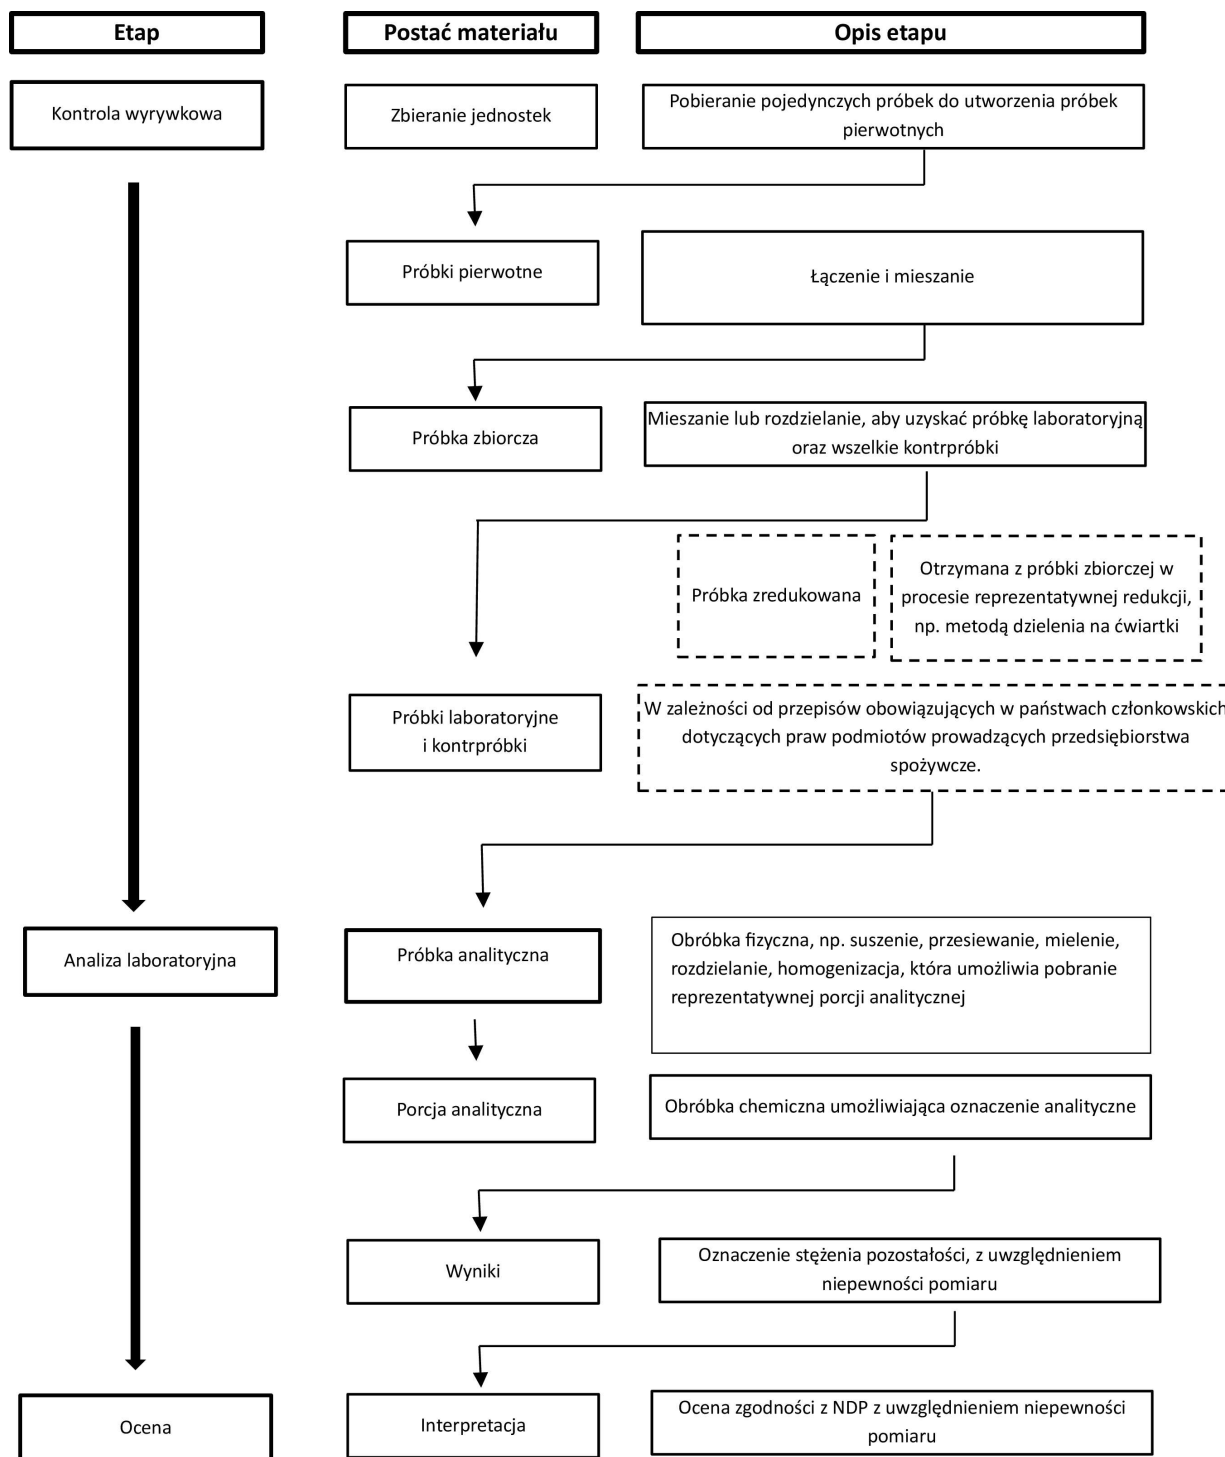 Etap
Postać materiału
Opis etapu
Kontrola wyrywkowa
Zbieranie jednostek
Pobieranie pojedynczych próbek do utworzenia próbek
pierwotnych
Próbki pierwotne
Łączenie i mieszanie
Próbka zbiorcza
Mieszanie lub rozdzielanie, aby uzyskać próbkę laboratoryjną
oraz wszelkie kontrpróbki
Próbka zredukowana
Otrzymana z próbki zbiorczej w
procesie reprezentatywnej redukcji,
np. metodą dzielenia na ćwiartki
Próbki laboratoryjne
i kontrpróbki
W zależności od przepisów obowiązujących w państwach członkowskich
dotyczących praw podmiotów prowadzących przedsiębiorstwa
spożywcze.
Analiza laboratoryjna
Próbka analityczna
Obróbka fizyczna, np. suszenie, przesiewanie, mielenie,
rozdzielanie, homogenizacja, która umożliwia pobranie
reprezentatywnej porcji analitycznej
Porcja analityczna
Obróbka chemiczna umożliwiająca oznaczenie analityczne
Wyniki
Oznaczenie stężenia pozostałości, z uwzględnieniem
niepewności pomiaru
Ocena
Interpretacja
Ocena zgodności z NDP z uwzględnieniem niepewności
pomiaru